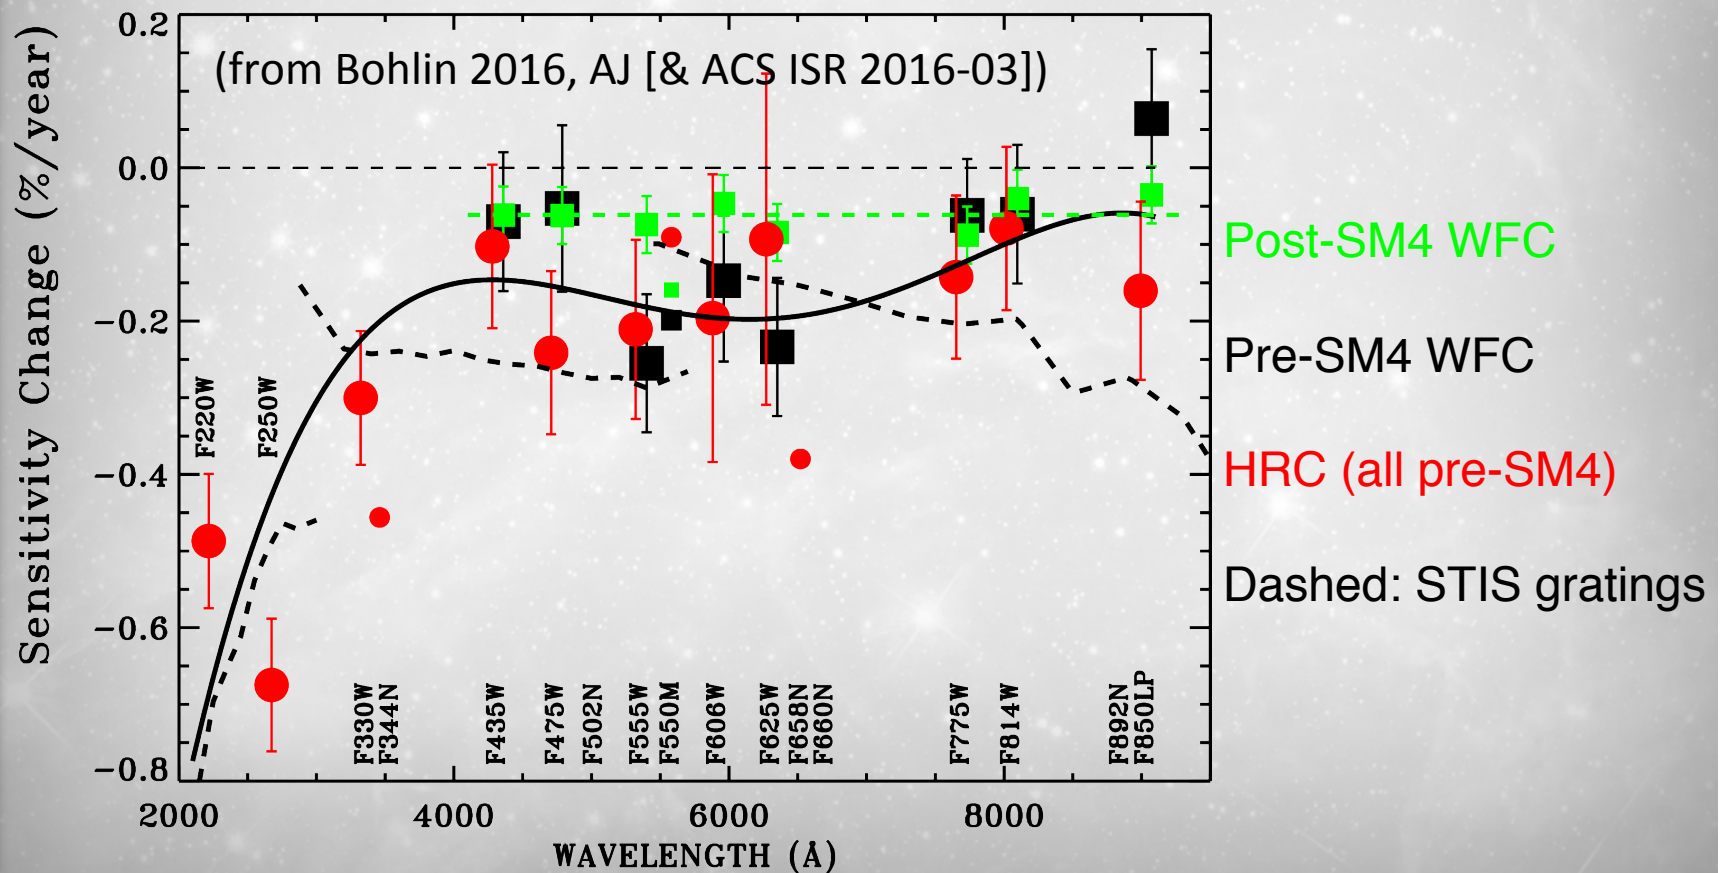 (from Bohlin 2016, AJ [& ACS ISR 2016-03])
Sensitivity Change (%/year)
0.2
0.0
−0.2
−0.4
−0.6
−0.8
F220W
F250W
F330W
F344N
F435W
F475W
F502N
F555W
F550M
F606W
F625W
F658N
F660N
F775W
F814W
F892N
F850LP
2000
4000
6000
8000
WAVELENGTH (Å)
Post-SM4 WFC
Pre-SM4 WFC
HRC (all pre-SM4)
Dashed: STIS gratings